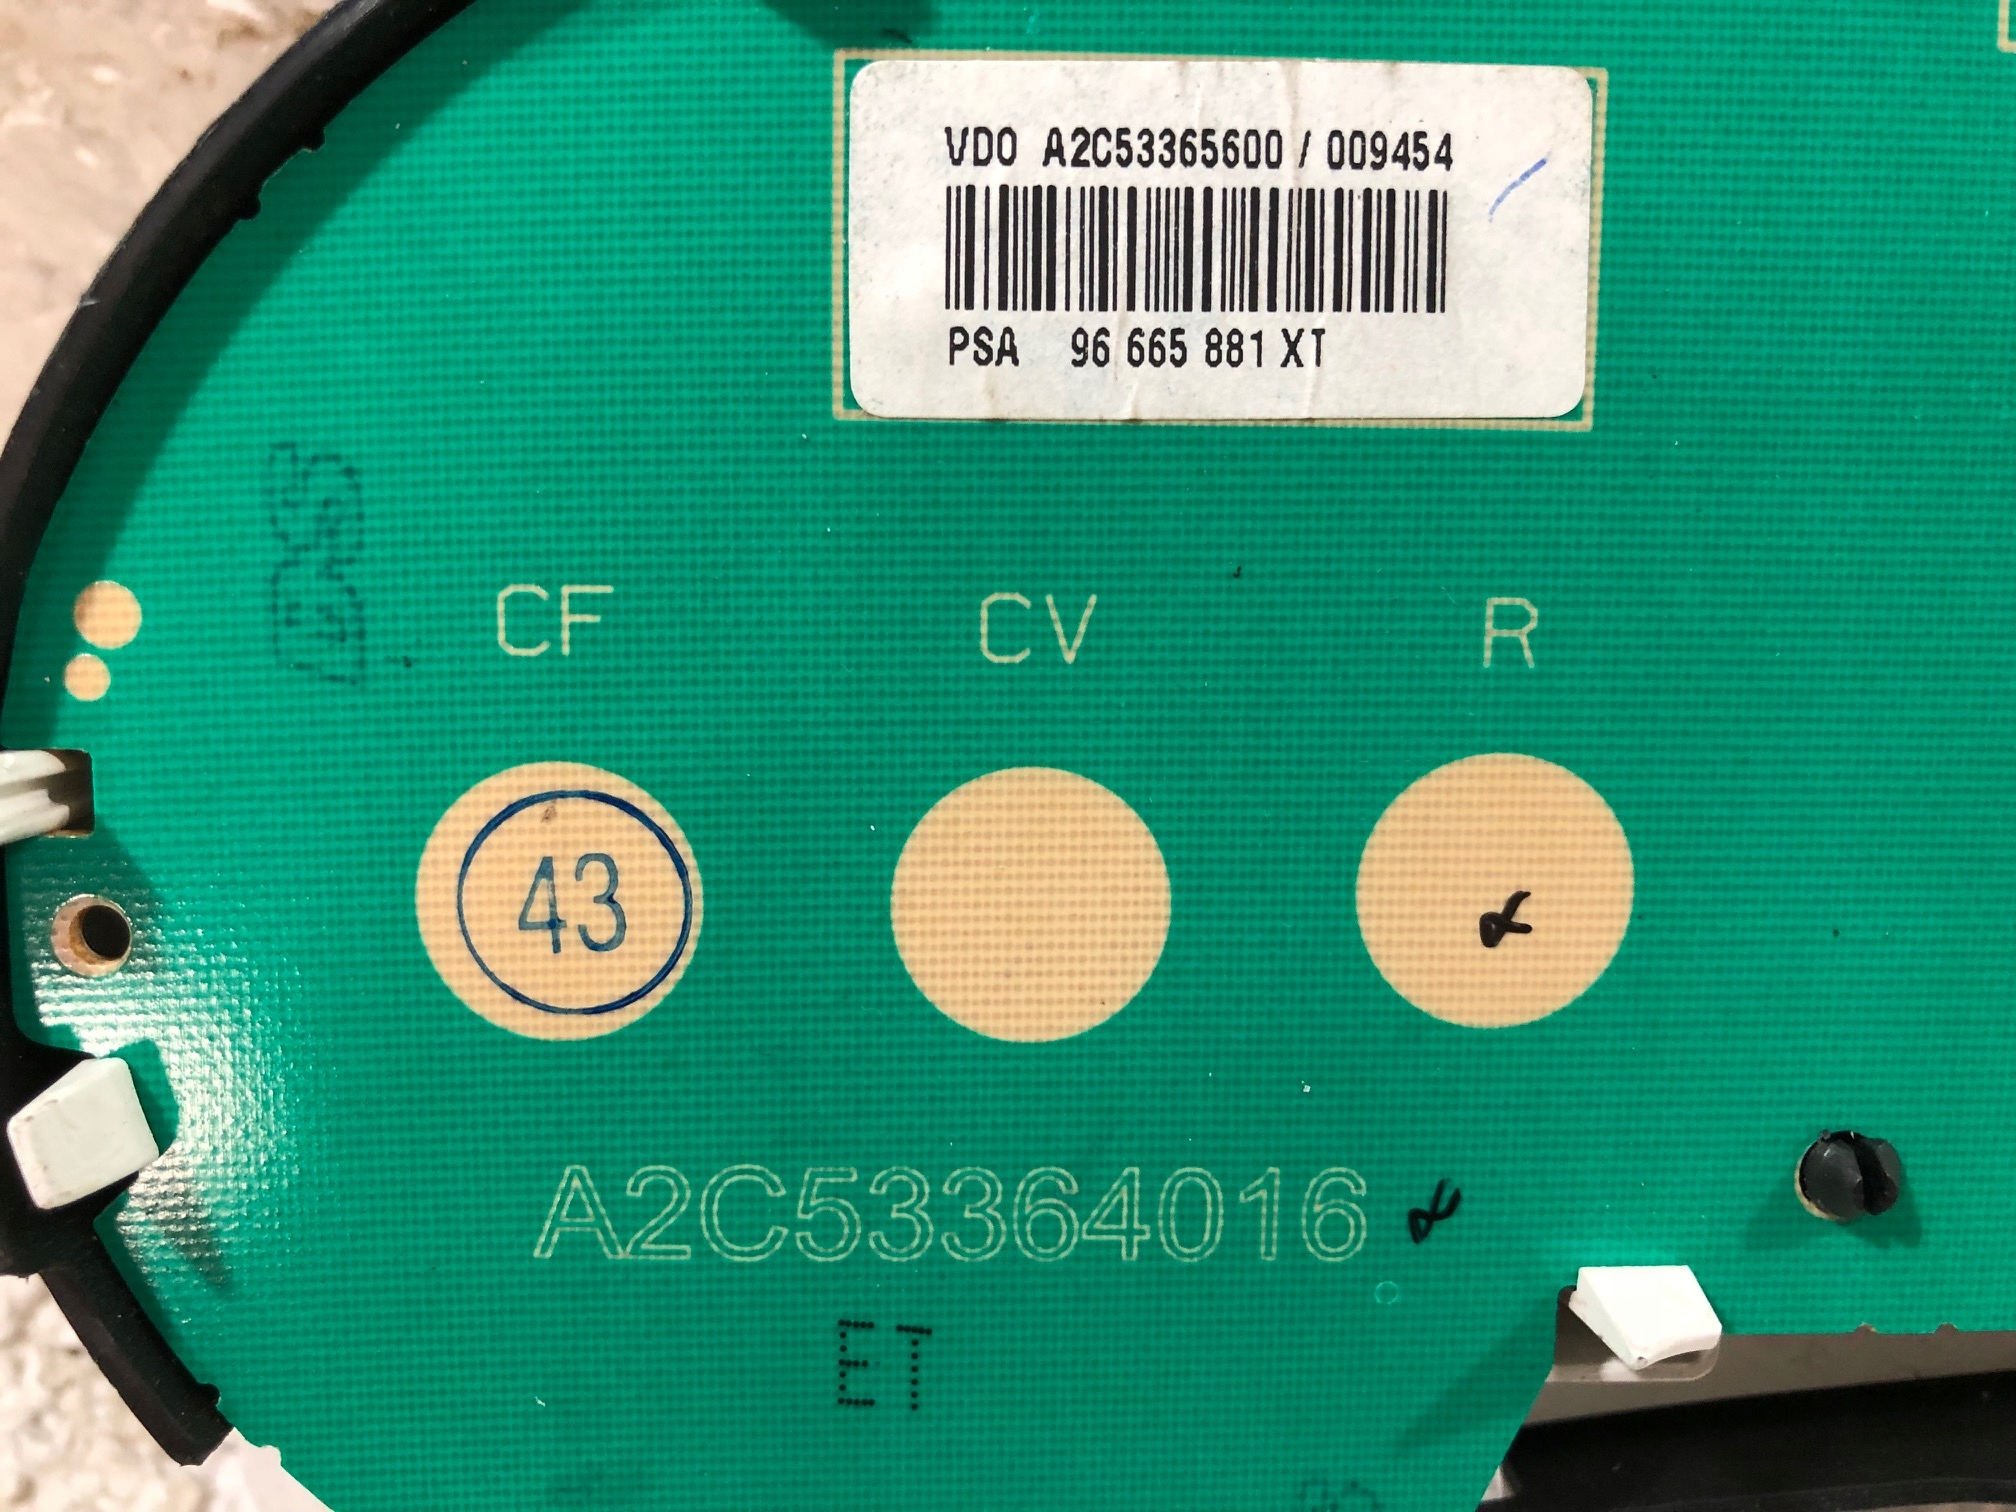 VDO A2C53365600 / 009454
PSA 96 665 881 XT
CF CV R
43
A2C53364016
ET